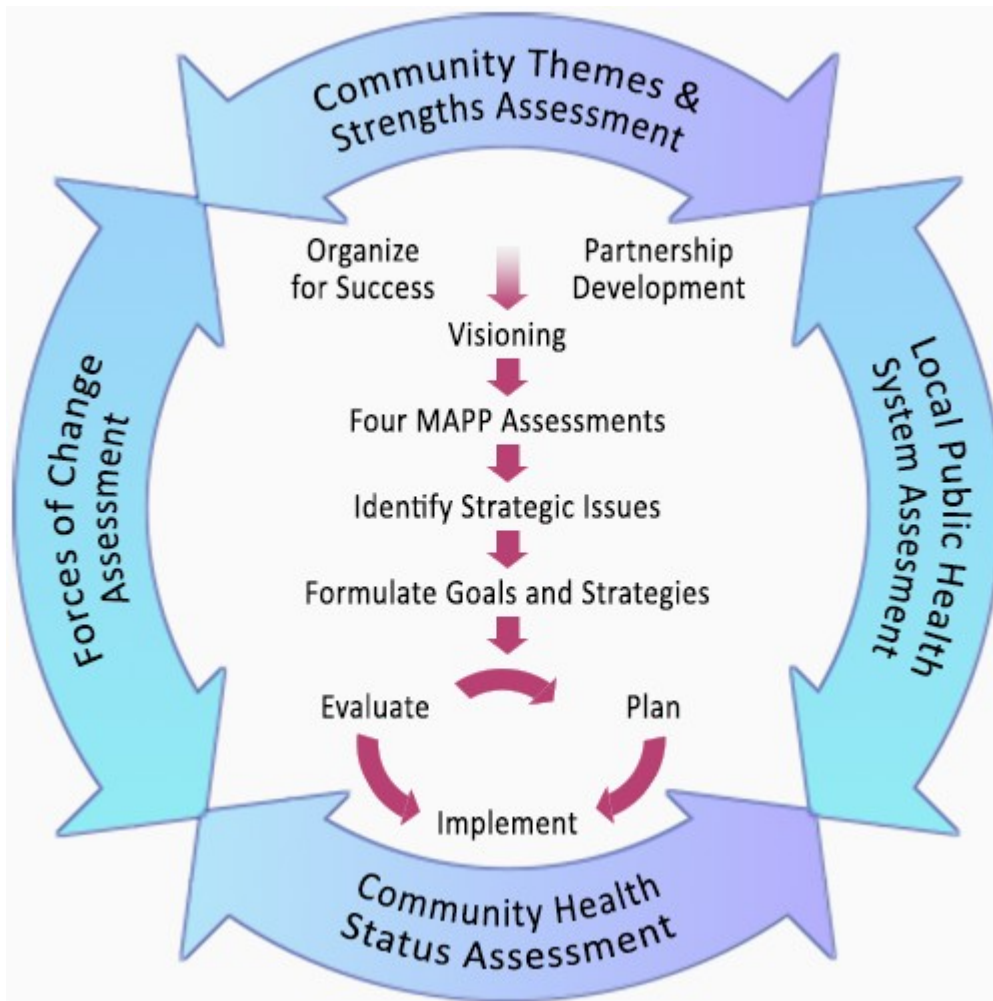 Community Themes &
Strengths Assessment
Organize
for Success
Partnership
Development
Visioning
Four MAPP Assessments
Identify Strategic Issues
Formulate Goals and Strategies
Evaluate
Plan
Implement
Forces of Change
Assessment
Local Public Health
System Assesment
Community Health
Status Assessment